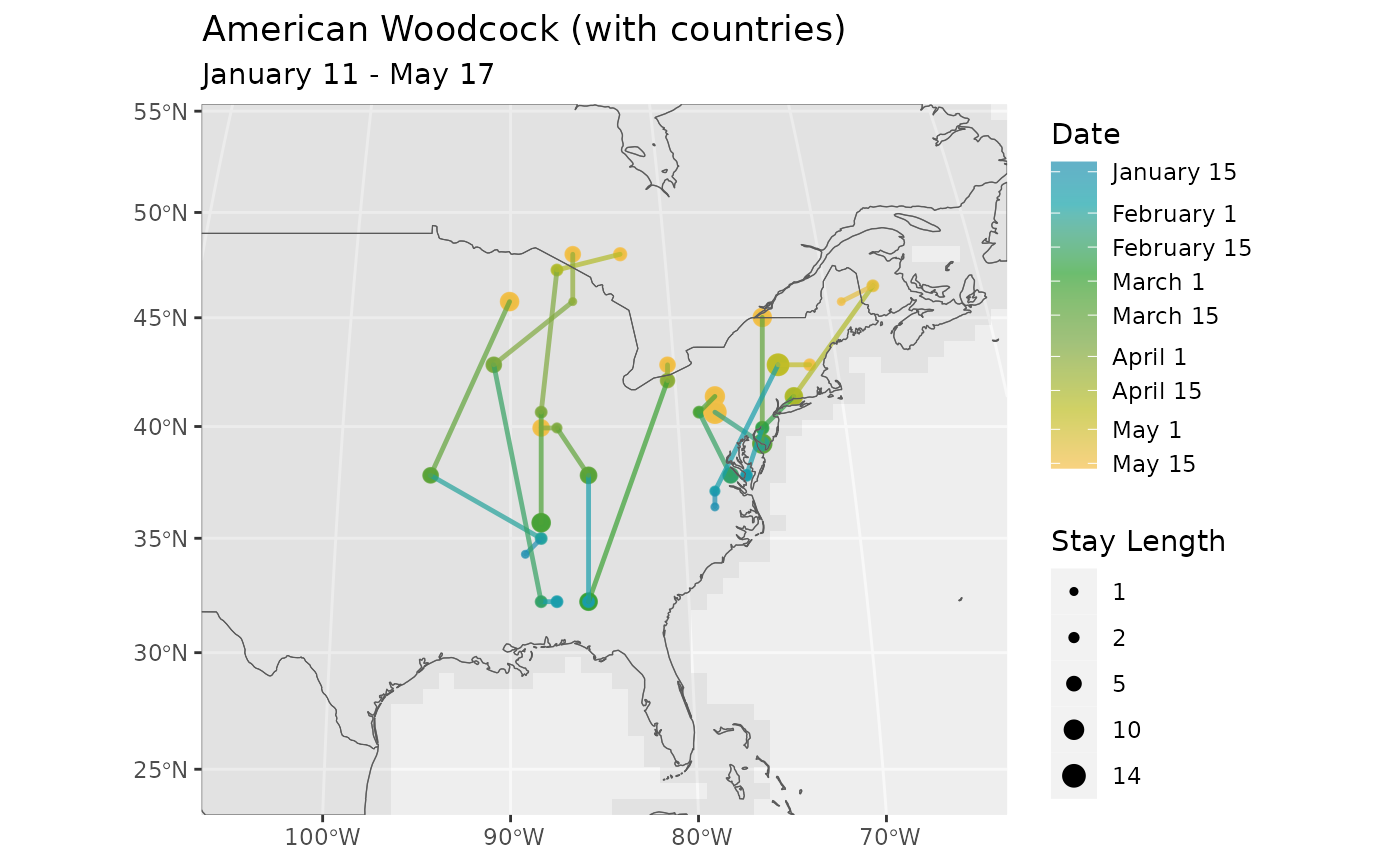 American Woodcock (with countries)
January 11 - May 17
55°N
50°N
45°N
40°N
35°N
30°N
25°N
100°W
90°W
80°W
70°W
Date
January 15
February 1
February 15
March 1
March 15
April 1
April 15
May 1
May 15
Stay Length
1
2
5
10
14